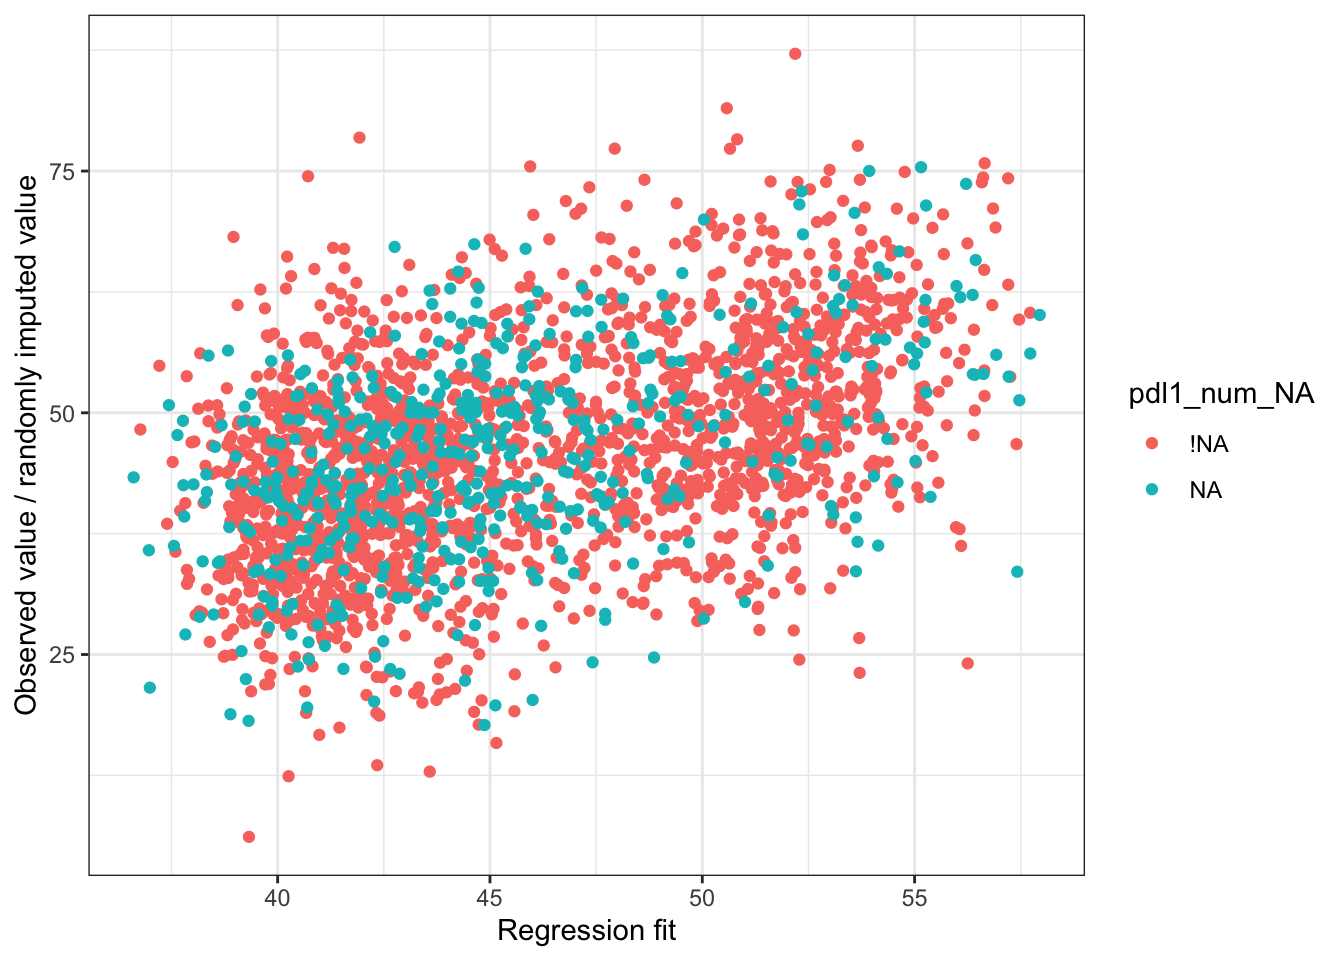 Observed value / randomly imputed value
75
50
25
40 45 50 55
Regression fit
pdl1_num_NA
!NA
NA